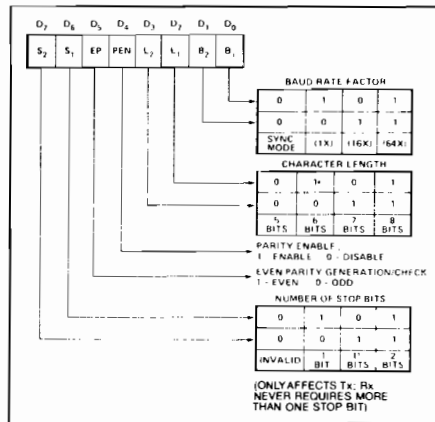 D7 D6 D5 D4 D3 D2 D1 D0
S2 S1 EP PEN L2 L1 B2 B1
BAUD RATE FACTOR
0 1 0 1
0 0 1 1
SYNC MODE (1X) (16X) (64X)
CHARACTER LENGTH
0 1 0 1
0 0 1 1
5 BITS 6 BITS 7 BITS 8 BITS
PARITY ENABLE
1 ENABLE 0 - DISABLE
EVEN PARITY GENERATION/CHECK
1 - EVEN 0 - ODD
NUMBER OF STOP BITS
0 1 0 1
0 0 1 1
INVALID 1 BIT BITS 2 BITS
(ONLY AFFECTS Tx; Rx
NEVER REQUIRES MORE
THAN ONE STOP BIT)